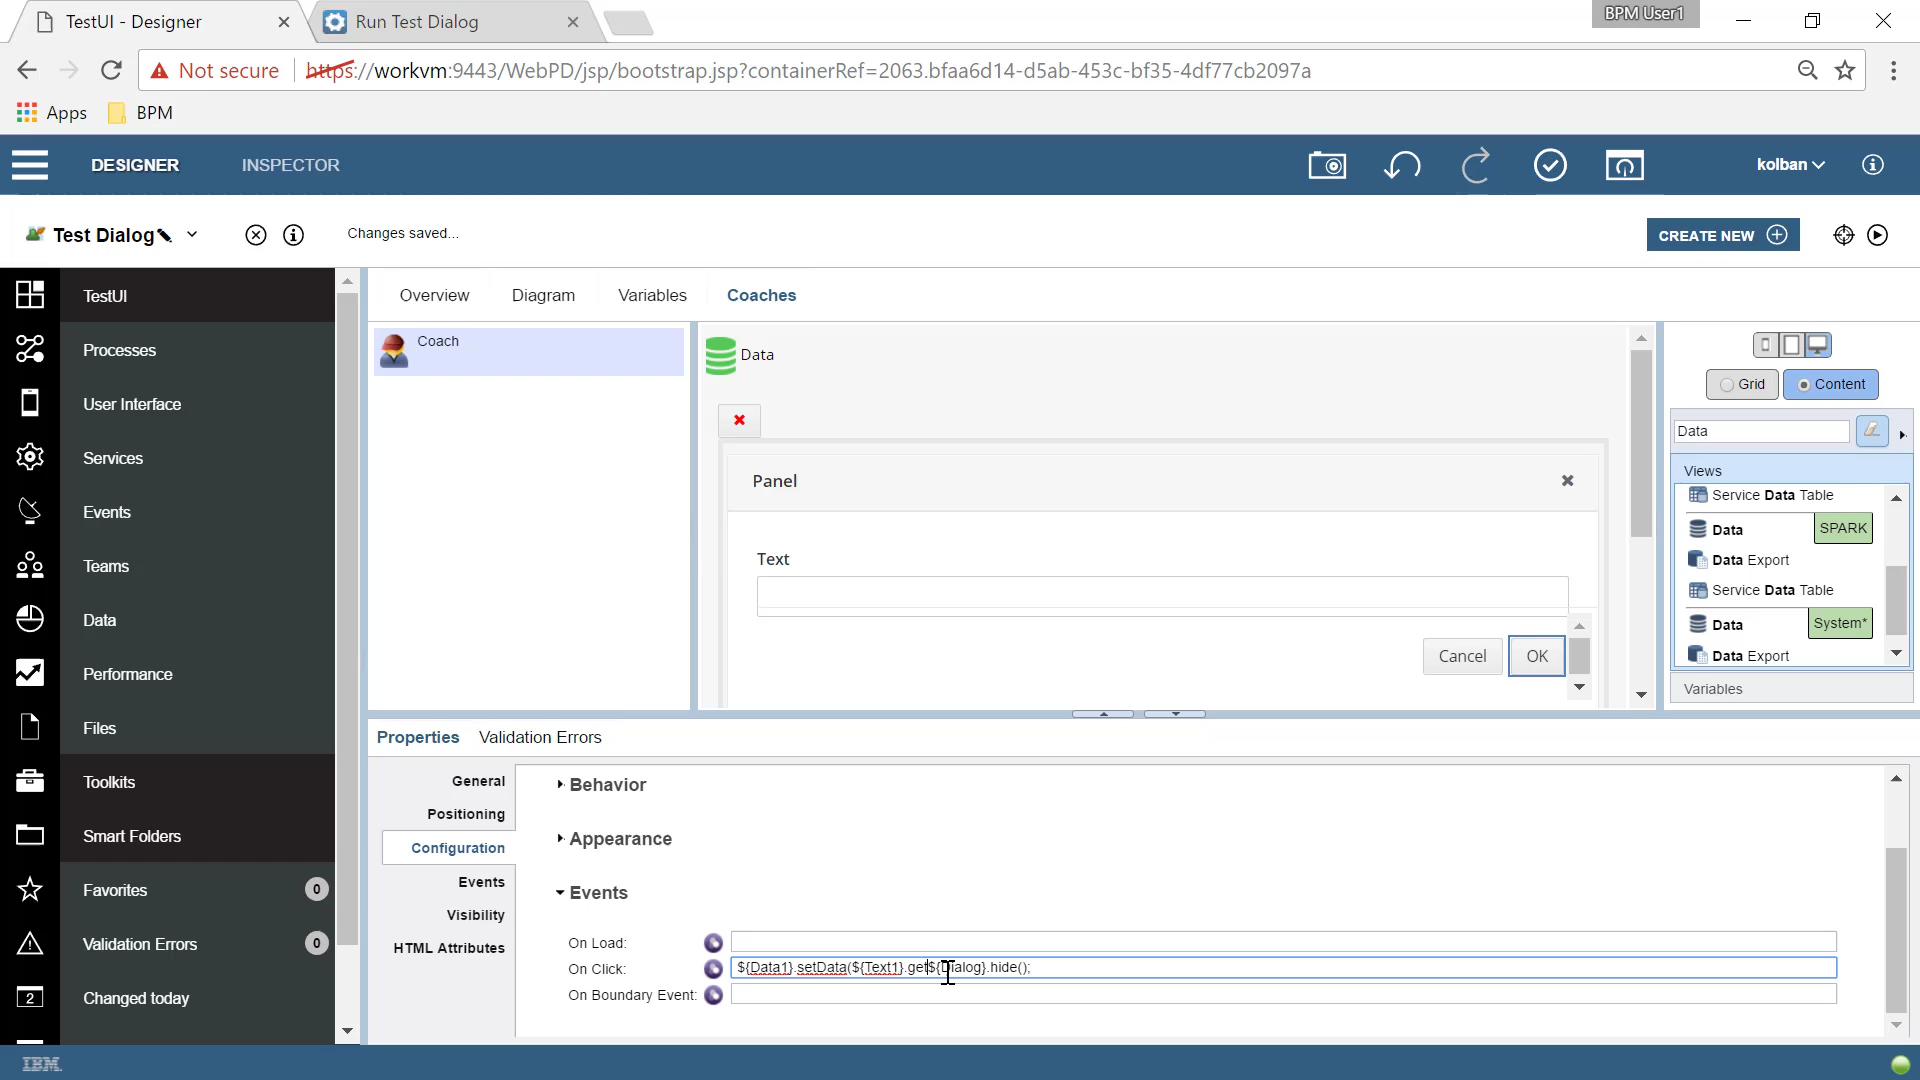 TestUI - Designer
Run Test Dialog
BPM User1
Not secure
https://workvm:9443/WebPD/jsp/bootstrap.jsp?containerRef=2063.bfaa6d14-d5ab-453c-bf35-4df77cb2097a
Apps
BPM
DESIGNER
INSPECTOR
kolban
Test Dialog
Changes saved...
CREATE NEW
TestUI
Processes
User Interface
Services
Events
Teams
Data
Performance
Files
Toolkits
Smart Folders
Favorites
0
Validation Errors
0
2
Changed today
Overview
Diagram
Variables
Coaches
Coach
Data
Panel
Text
Cancel
OK
Grid
Content
Data
Views
Service Data Table
Data
SPARK
Data Export
Service Data Table
Data
System*
Data Export
Variables
Properties
Validation Errors
General
Positioning
Configuration
Events
Visibility
HTML Attributes
Behavior
Appearance
Events
On Load:
On Click:
${Data1}.setData(${Text1}.get${Dialog}.hide();
On Boundary Event:
IBM.